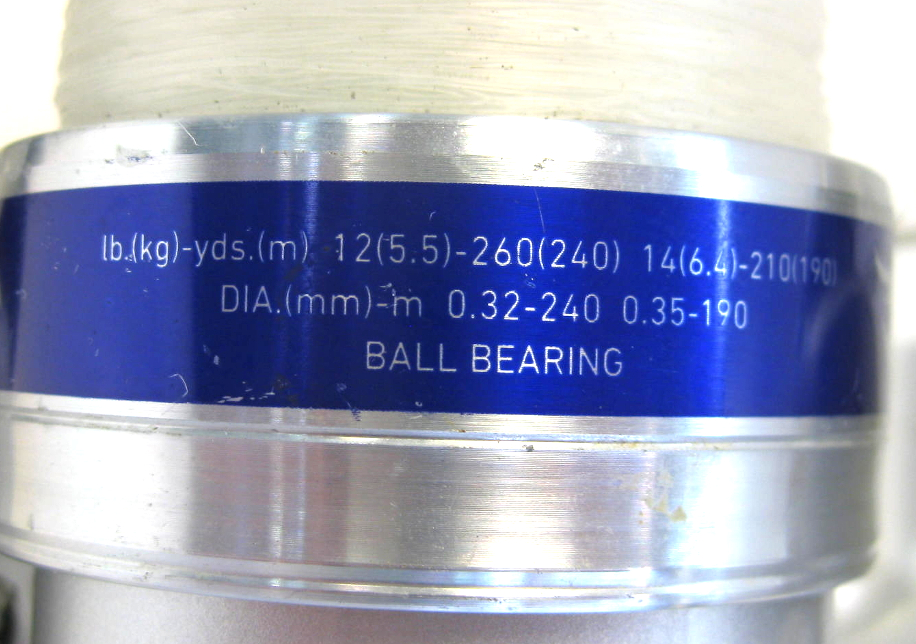 lb.(kg)-yds.(m) 12(5.5)-260(240) 14(6.4)-210(190)
DIA.(mm)-m 0.32-240 0.35-190
BALL BEARING